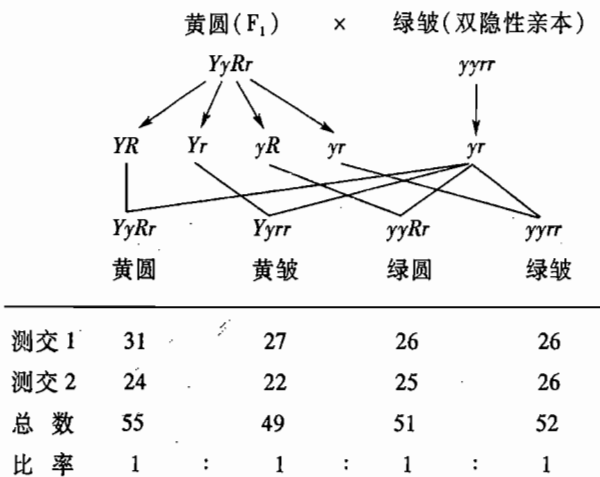 黄圆(F₁) × 绿皱(双隐性亲本)
YyRr yyrr
YR Yr yR yr yr
YyRr Yyrr yyRr yyrr
黄圆 黄皱 绿圆 绿皱
测交1 31 27 26 26
测交2 24 22 25 26
总数 55 49 51 52
比率 1 : 1 : 1 : 1